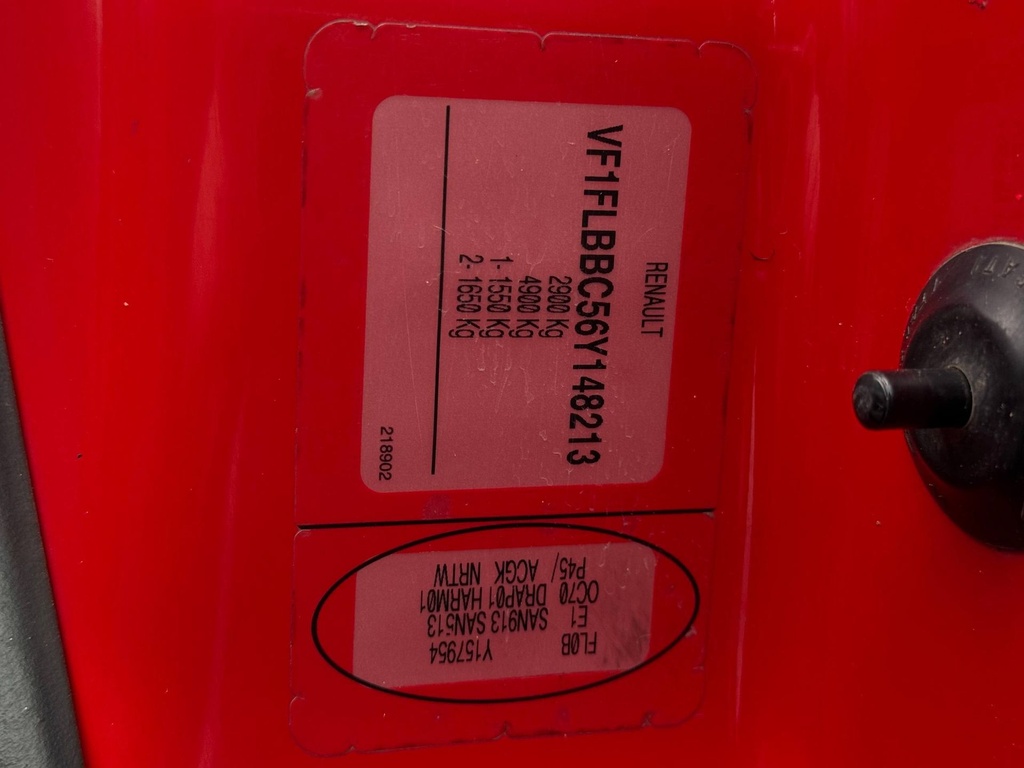 RENAULT
VF1FLBBC56Y148213
2900 Kg
4900 Kg
1- 1550 Kg
2- 1650 Kg
218902
FL0B Y157954
E1 SAN913 SAN513
OC70 DRAP01 HARM01
P45/ ACGK NRTW